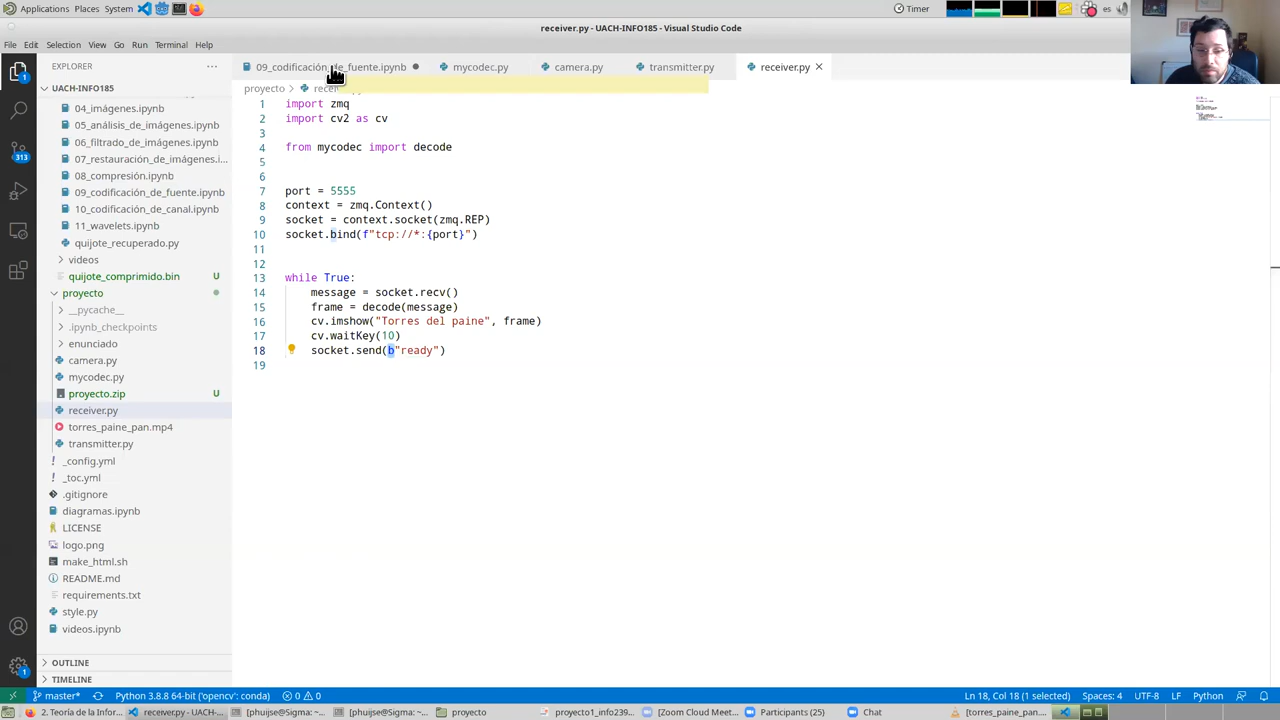 Applications Places System
Timer
es
receiver.py - UACH-INFO185 - Visual Studio Code
File Edit Selection View Go Run Terminal Help
EXPLORER
09_codificación_de_fuente.ipynb mycodec.py camera.py transmitter.py receiver.py
UACH-INFO185
proyecto
04_imágenes.ipynb
05_análisis_de_imágenes.ipynb
06_filtrado_de_imágenes.ipynb
07_restauración_de_imágenes.i...
08_compresión.ipynb
09_codificación_de_fuente.ipynb
10_codificación_de_canal.ipynb
11_wavelets.ipynb
quijote_recuperado.py
videos
quijote_comprimido.bin U
proyecto
__pycache__
.ipynb_checkpoints
enunciado
camera.py
mycodec.py
proyecto.zip U
receiver.py
torres_paine_pan.mp4
transmitter.py
_config.yml
_toc.yml
.gitignore
diagramas.ipynb
LICENSE
logo.png
make_html.sh
README.md
requirements.txt
style.py
videos.ipynb
OUTLINE
TIMELINE
313
1
1
1 import zmq
2 import cv2 as cv
3
4 from mycodec import decode
5
6
7 port = 5555
8 context = zmq.Context()
9 socket = context.socket(zmq.REP)
10 socket.bind(f"tcp://*:{port}")
11
12
13 while True:
14 message = socket.recv()
15 frame = decode(message)
16 cv.imshow("Torres del paine", frame)
17 cv.waitKey(10)
18 socket.send(b"ready")
19
master* Python 3.8.8 64-bit ('opencv': conda) 0 0 Ln 18, Col 18 (1 selected) Spaces: 4 UTF-8 LF Python
2. Teoría de la Infor... receiver.py - UACH-... [phuijse@Sigma: ~... [phuijse@Sigma: ~... proyecto proyecto1_info239... [Zoom Cloud Meet... Participants (25) Chat [torres_paine_pan....